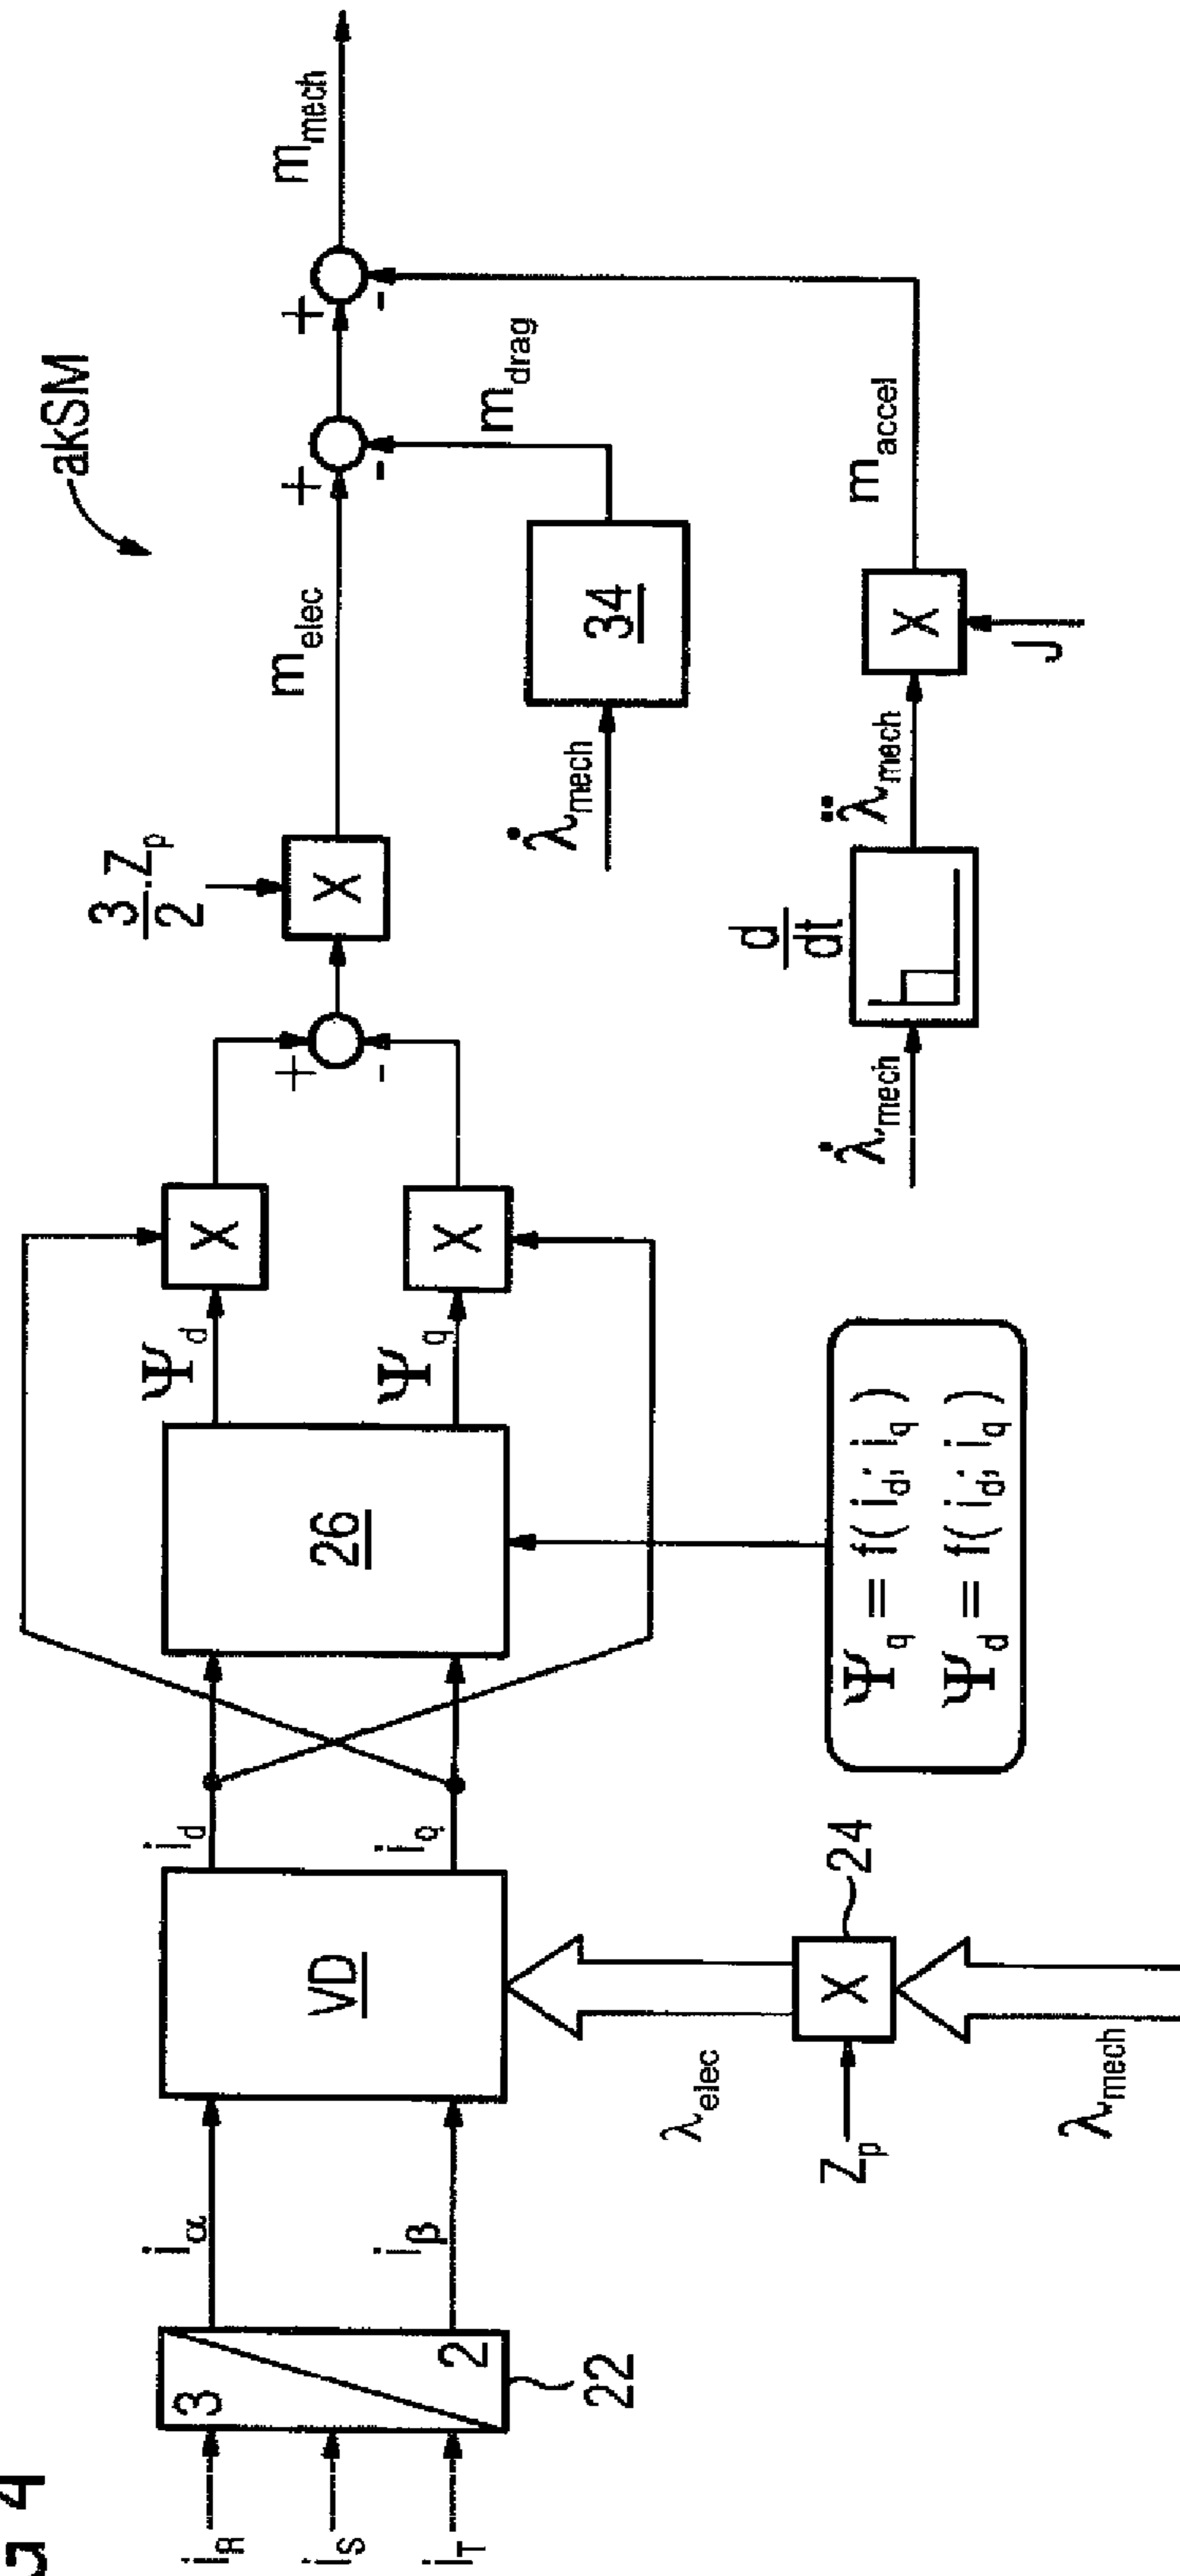 4
akSM
i_R
i_S
i_T
3
2
22
i_α
i_β
VD
i_d
i_q
λ_elec
Z_p
X
24
λ_mech
26
Ψ_q = f( i_d; i_q )
Ψ_d = f( i_d; i_q )
Ψ_d
Ψ_q
X
X
+
-
3/2 · Z_p
X
m_elec
λ̇_mech
34
m_drag
+
-
λ̇_mech
d/dt
λ̈_mech
X
J
m_accel
+
-
m_mech